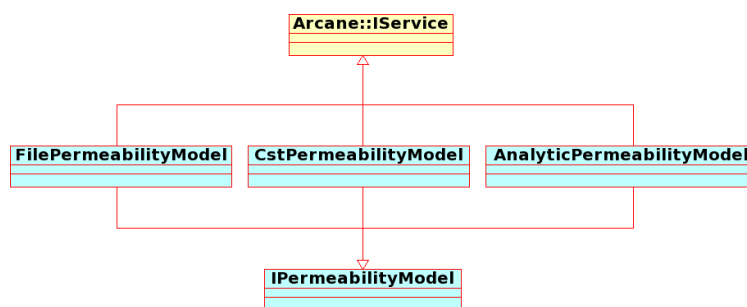 Arcane::IService
FilePermeabilityModel
CstPermeabilityModel
AnalyticPermeabilityModel
IPermeabilityModel